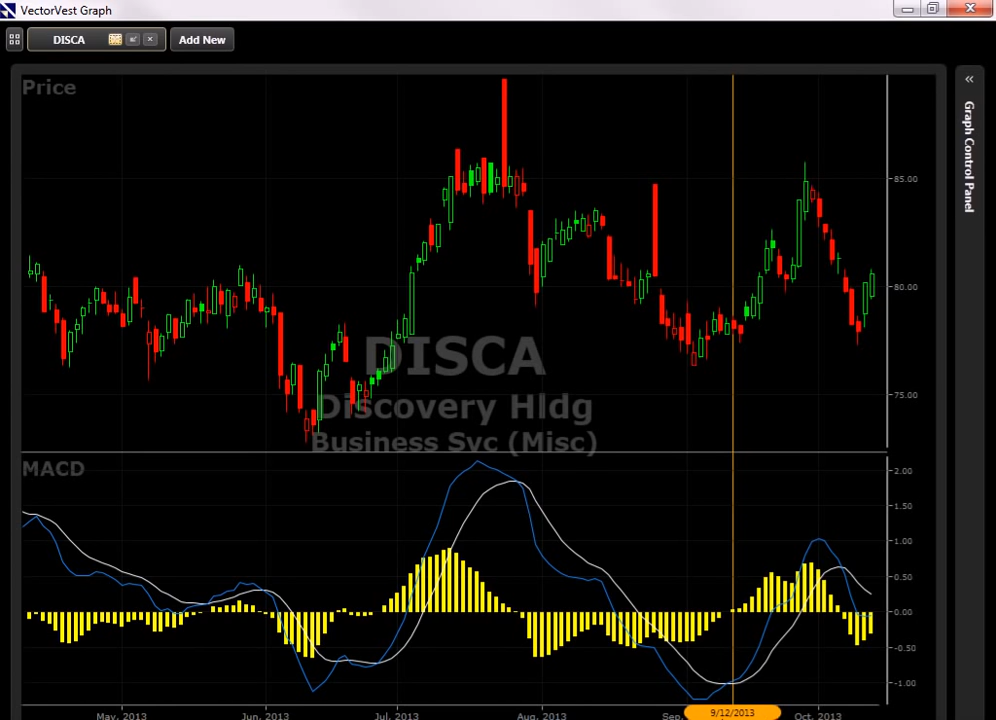 VectorVest Graph
DISCA
Add New
Price
85.00
80.00
75.00
DISCA
Discovery Hldg
Business Svc (Misc)
Graph Control Panel
MACD
2.00
1.50
1.00
0.50
0.00
-0.50
-1.00
May, 2013
Jun, 2013
Jul, 2013
Aug, 2013
Sep,
9/12/2013
Oct, 2013